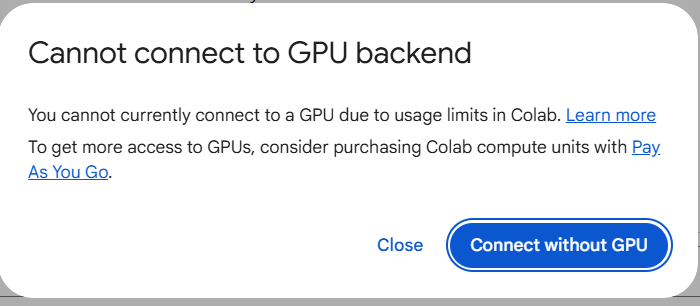 Cannot connect to GPU backend
You cannot currently connect to a GPU due to usage limits in Colab. Learn more
To get more access to GPUs, consider purchasing Colab compute units with Pay
As You Go.
Close
Connect without GPU